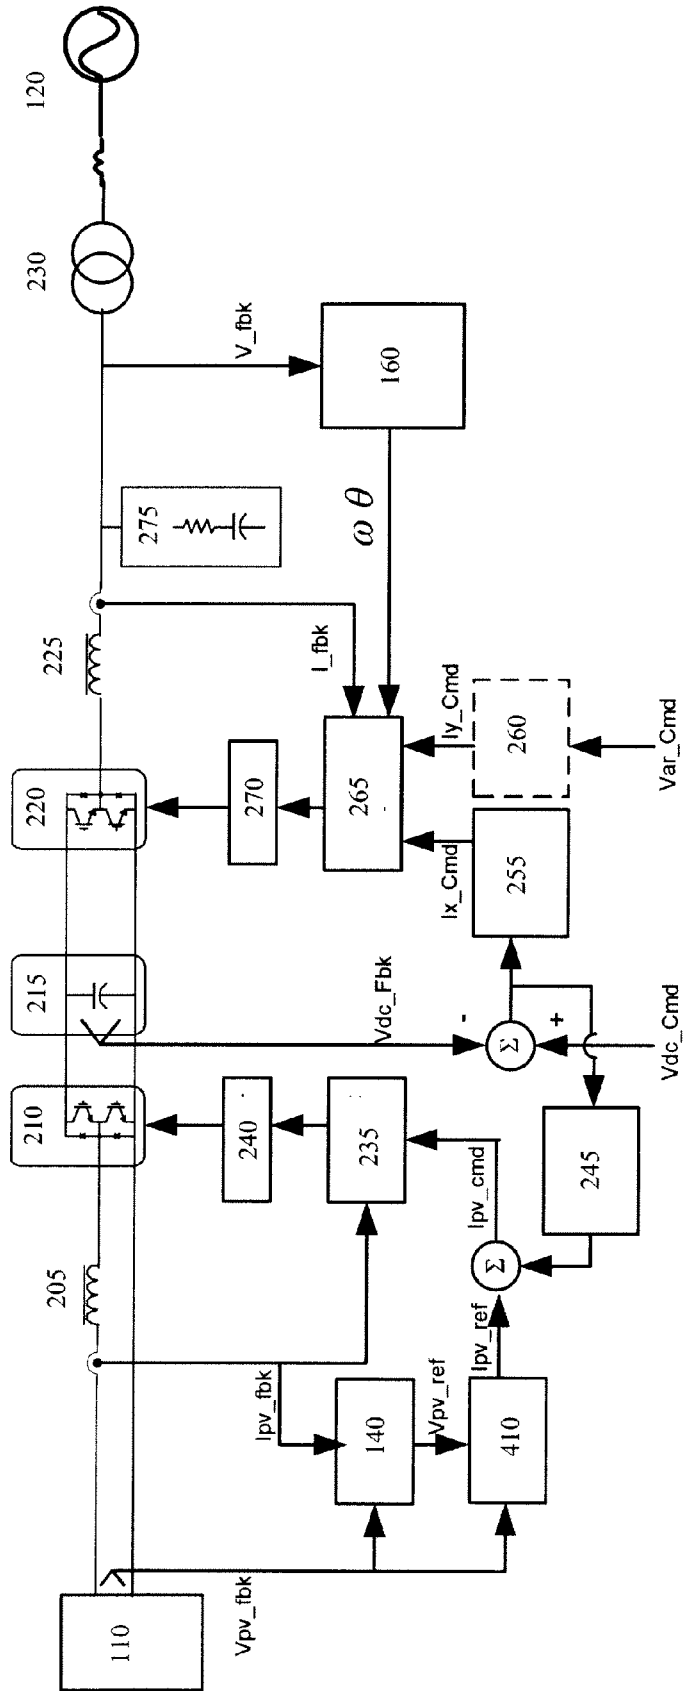 120
230
225
220
215
210
205
110
V_fbk
160
275
ω θ
I_fbk
265
270
Iy_Cmd
260
Var_Cmd
Ix_Cmd
255
Vdc_Fbk
-
Σ
+
Vdc_Cmd
240
235
Ipv_cmd
245
Σ
Ipv_ref
Ipv_fbk
140
Vpv_ref
410
Vpv_fbk